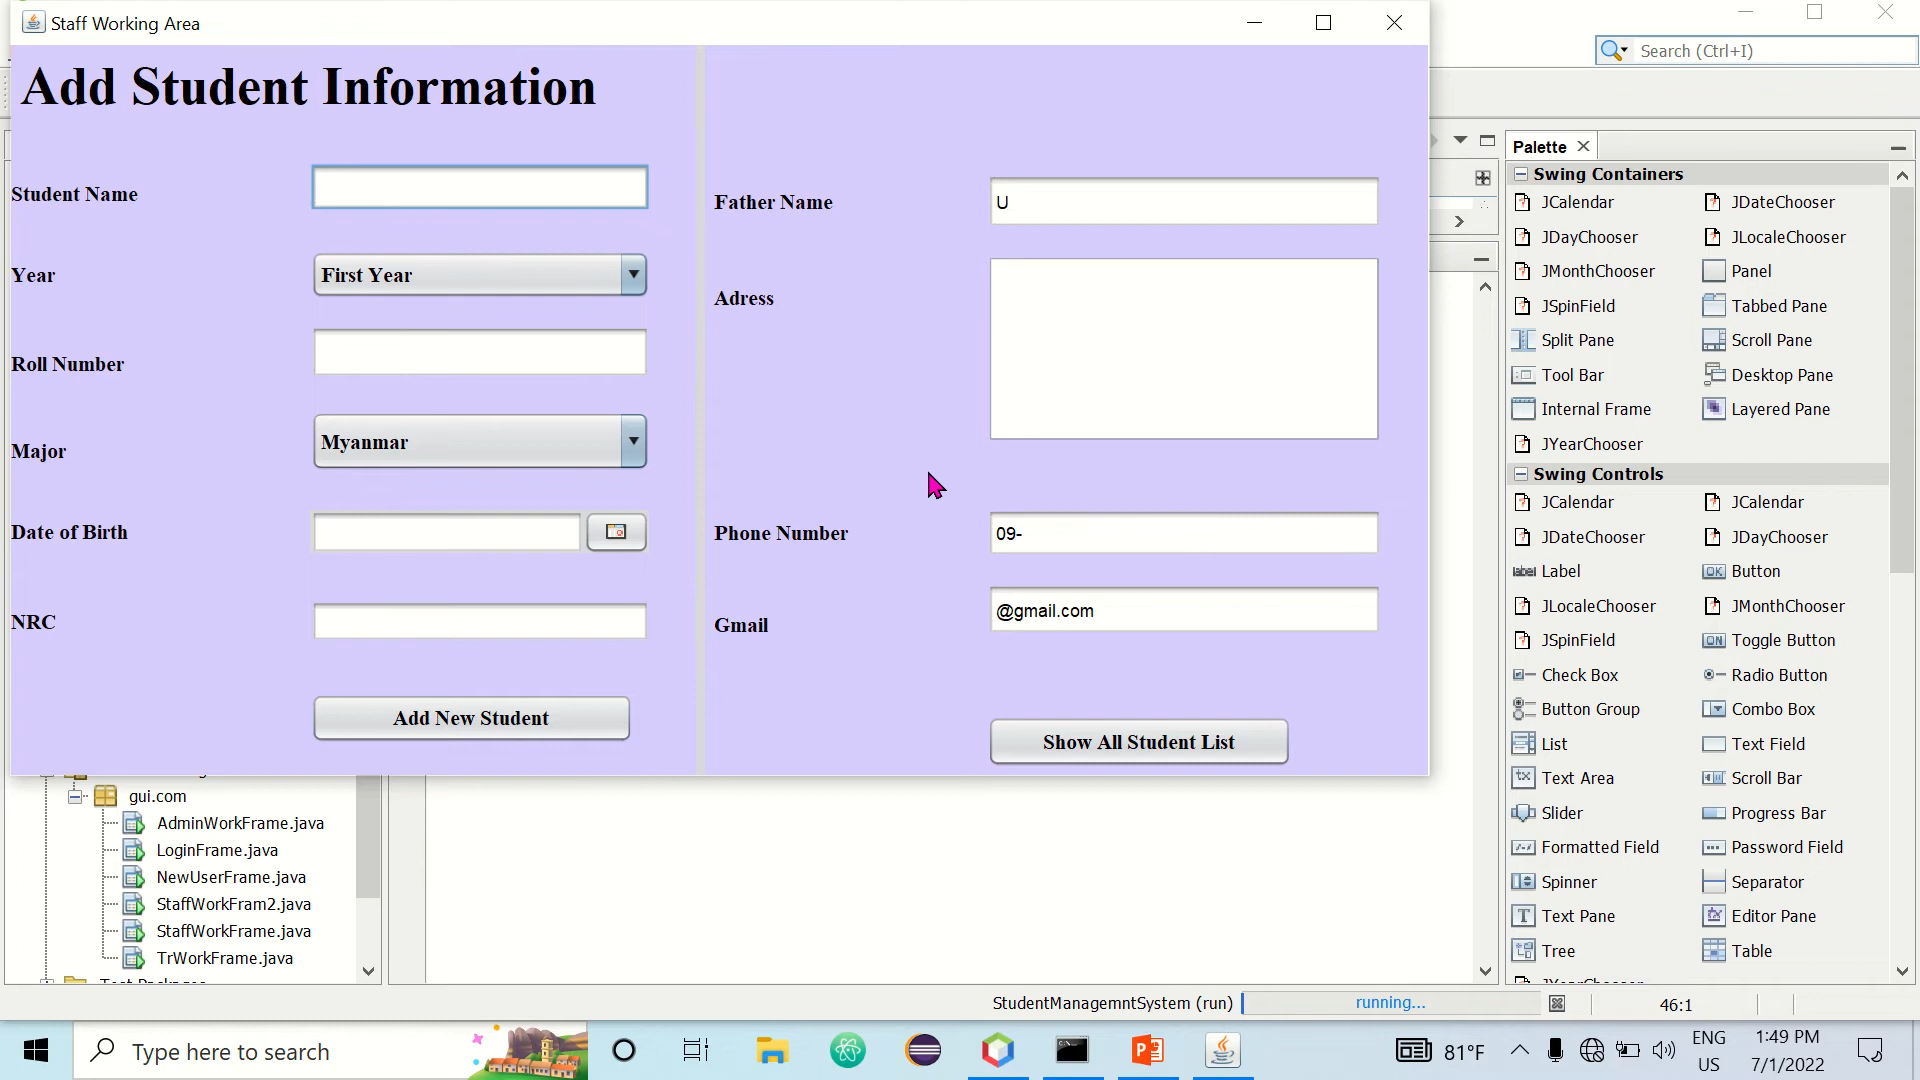 Staff Working Area
Search (Ctrl+I)
Add Student Information
Student Name
Year
First Year
Roll Number
Major
Myanmar
Date of Birth
NRC
Add New Student
Father Name
U
Adress
Phone Number
09-
Gmail
@gmail.com
Show All Student List
Palette
Swing Containers
JCalendar
JDateChooser
JDayChooser
JLocaleChooser
JMonthChooser
Panel
JSpinField
Tabbed Pane
Split Pane
Scroll Pane
Tool Bar
Desktop Pane
Internal Frame
Layered Pane
JYearChooser
Swing Controls
JCalendar
JCalendar
JDateChooser
JDayChooser
label Label
OK Button
JLocaleChooser
JMonthChooser
JSpinField
ON Toggle Button
Check Box
Radio Button
Button Group
Combo Box
List
Text Field
Text Area
Scroll Bar
Slider
Progress Bar
Formatted Field
Password Field
Spinner
Separator
Text Pane
Editor Pane
Tree
Table
gui.com
AdminWorkFrame.java
LoginFrame.java
NewUserFrame.java
StaffWorkFram2.java
StaffWorkFrame.java
TrWorkFrame.java
StudentManagemntSystem (run)
running...
46:1
Type here to search
81°F
ENG
US
1:49 PM
7/1/2022